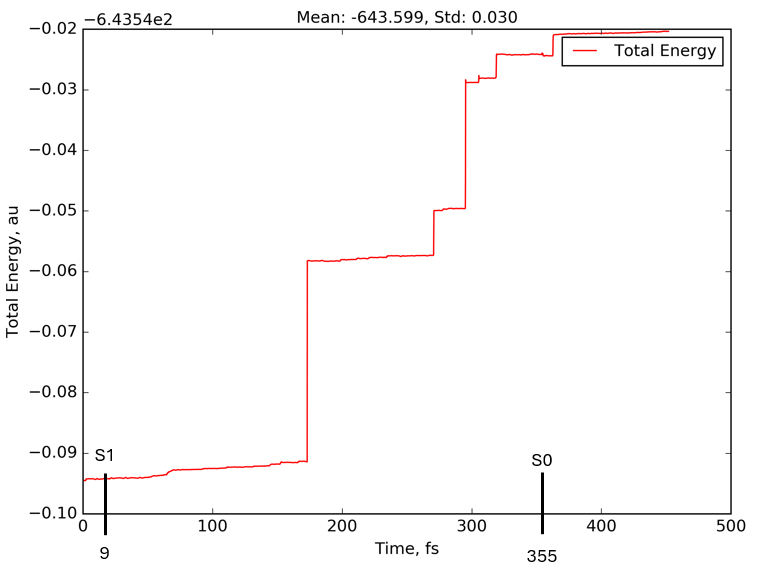 −6.4354e2
Mean: -643.599, Std: 0.030
−0.02
Total Energy
−0.03
−0.04
−0.05
−0.06
−0.07
−0.08
−0.09
−0.10
Total Energy, au
S1
S0
0
100
200
300
400
500
9
Time, fs
355